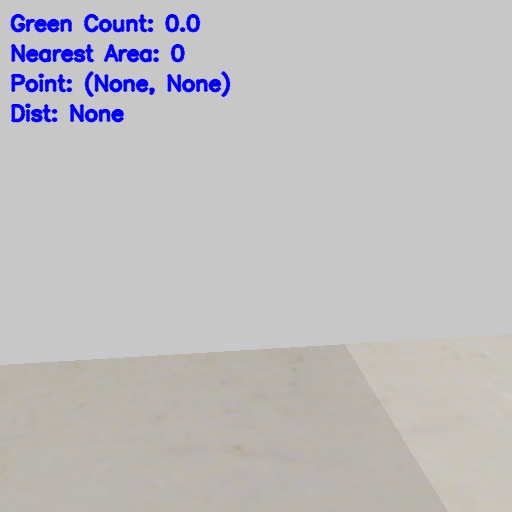 Green Count: 0.0
Nearest Area: 0
Point: (None, None)
Dist: None